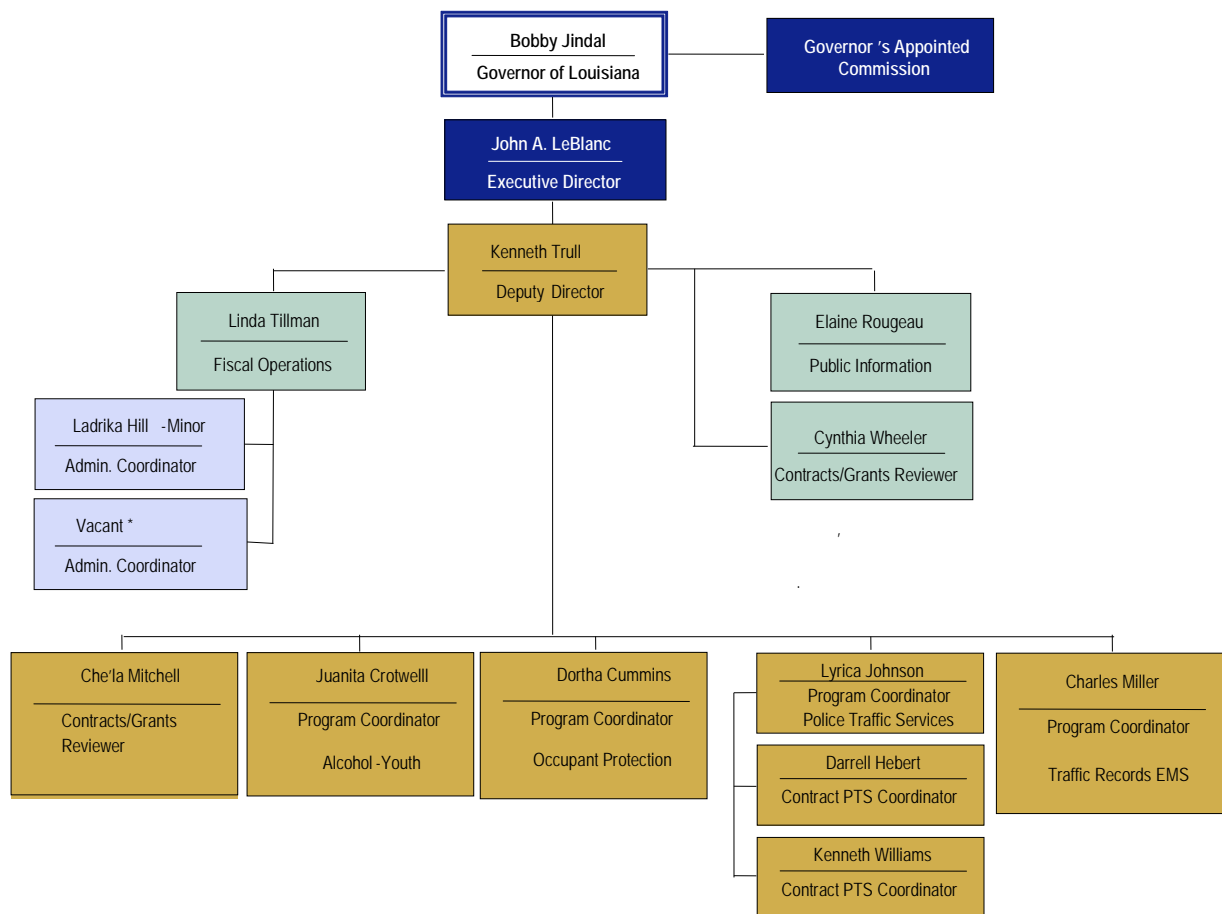 Bobby Jindal
Governor of Louisiana
Governor 's Appointed
Commission
John A. LeBlanc
Executive Director
Kenneth Trull
Deputy Director
Linda Tillman
Fiscal Operations
Elaine Rougeau
Public Information
Ladrika Hill -Minor
Admin. Coordinator
Cynthia Wheeler
Contracts/Grants Reviewer
Vacant *
Admin. Coordinator
,
.
Che'la Mitchell
Contracts/Grants
Reviewer
Juanita Crotwelll
Program Coordinator
Alcohol -Youth
Dortha Cummins
Program Coordinator
Occupant Protection
Lyrica Johnson
Program Coordinator
Police Traffic Services
Darrell Hebert
Contract PTS Coordinator
Kenneth Williams
Contract PTS Coordinator
Charles Miller
Program Coordinator
Traffic Records EMS